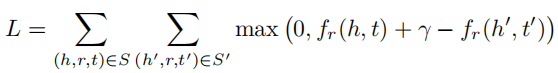 L = ∑_{(h,r,t)∈S} ∑_{(h′,r,t′)∈S′} max (0, f_r(h, t) + γ − f_r(h′, t′))